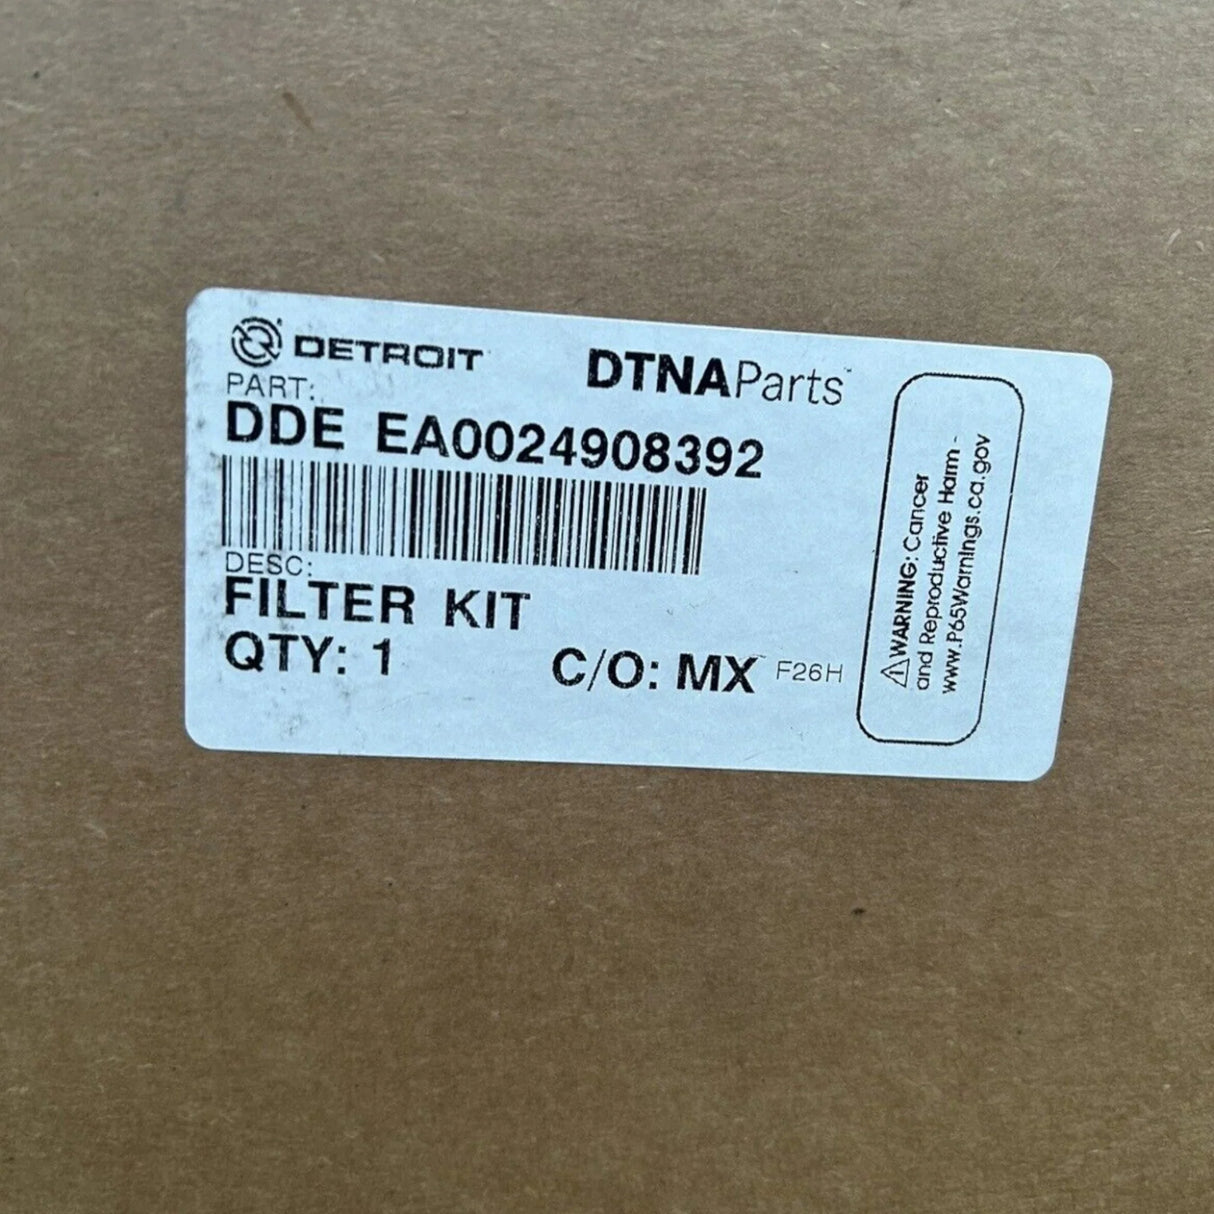 DETROIT
DTNAParts
PART:
DDE EA0024908392
DESC:
FILTER KIT
QTY: 1
C/O: MX F26H
⚠WARNING: Cancer
and Reproductive Harm -
www.P65Warnings.ca.gov